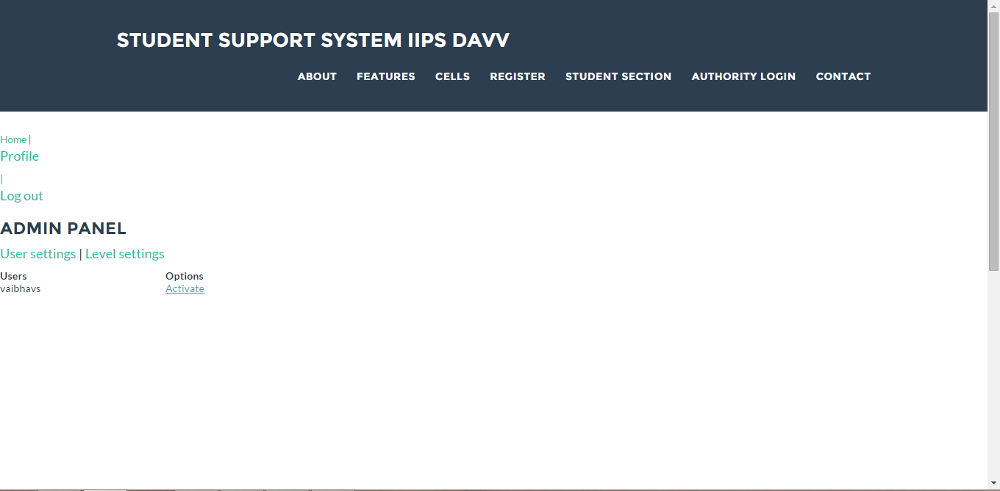 STUDENT SUPPORT SYSTEM IIPS DAVV
ABOUT FEATURES CELLS REGISTER STUDENT SECTION AUTHORITY LOGIN CONTACT
Home |
Profile
|
Log out
ADMIN PANEL
User settings | Level settings
Users Options
vaibhavs Activate